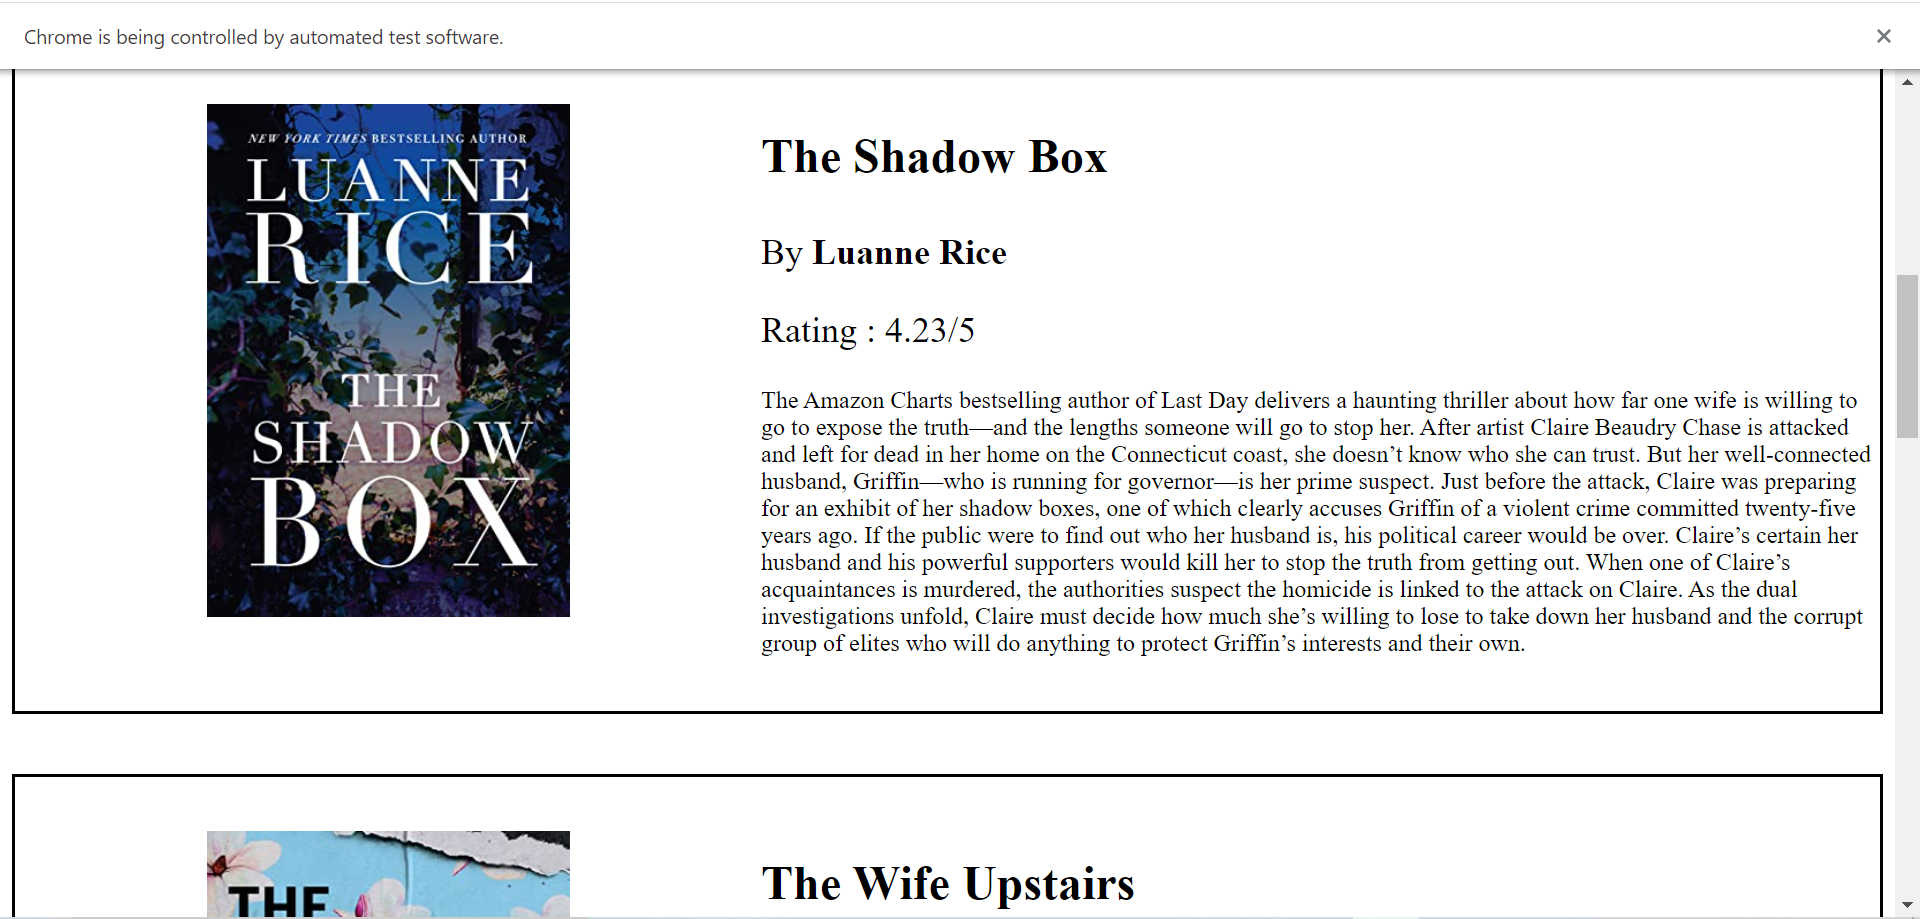 Chrome is being controlled by automated test software.
NEW YORK TIMES BESTSELLING AUTHOR
LUANNE
RICE
THE
SHADOW
BOX
The Shadow Box
By Luanne Rice
Rating : 4.23/5
The Amazon Charts bestselling author of Last Day delivers a haunting thriller about how far one wife is willing to
go to expose the truth—and the lengths someone will go to stop her. After artist Claire Beaudry Chase is attacked
and left for dead in her home on the Connecticut coast, she doesn’t know who she can trust. But her well-connected
husband, Griffin—who is running for governor—is her prime suspect. Just before the attack, Claire was preparing
for an exhibit of her shadow boxes, one of which clearly accuses Griffin of a violent crime committed twenty-five
years ago. If the public were to find out who her husband is, his political career would be over. Claire’s certain her
husband and his powerful supporters would kill her to stop the truth from getting out. When one of Claire’s
acquaintances is murdered, the authorities suspect the homicide is linked to the attack on Claire. As the dual
investigations unfold, Claire must decide how much she’s willing to lose to take down her husband and the corrupt
group of elites who will do anything to protect Griffin’s interests and their own.
THE
The Wife Upstairs